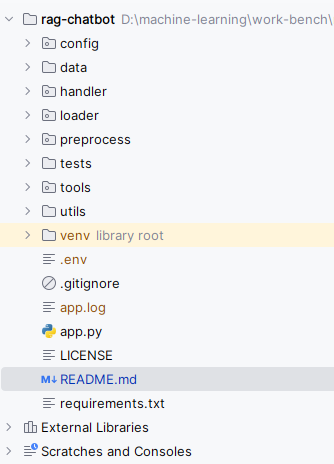 rag-chatbot D:\machine-learning\work-bench\
config
data
handler
loader
preprocess
tests
tools
utils
venv library root
.env
.gitignore
app.log
app.py
LICENSE
M↓ README.md
requirements.txt
External Libraries
Scratches and Consoles